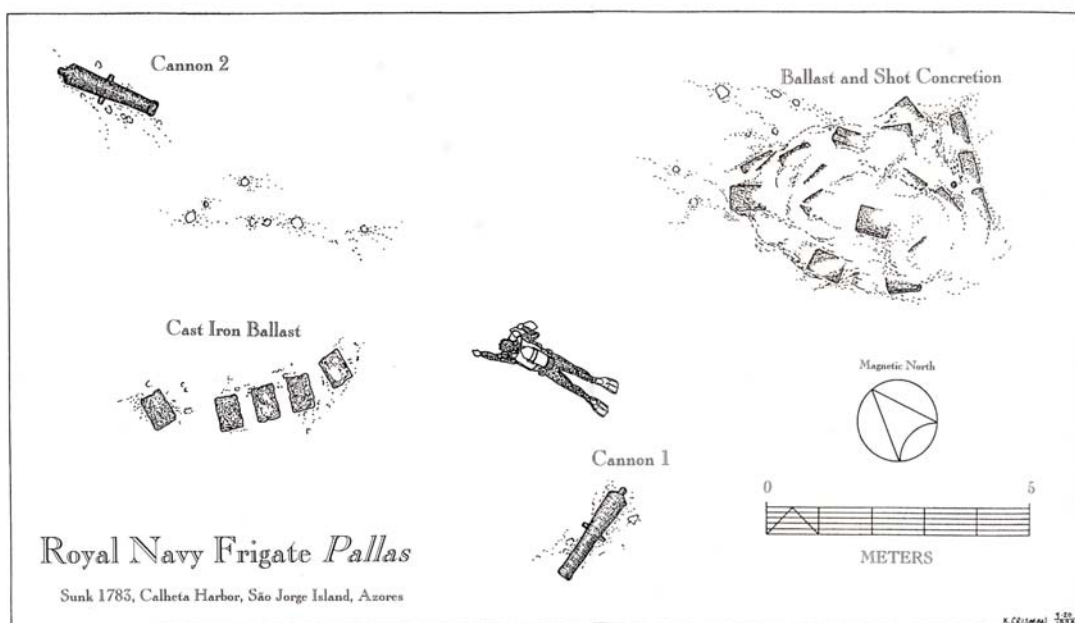 Cannon 2
Ballast and Shot Concretion
Cast Iron Ballast
Magnetic North
Cannon 1
0 5
METERS
Royal Navy Frigate Pallas
Sunk 1783, Calheta Harbor, São Jorge Island, Azores
K. CRISMAN